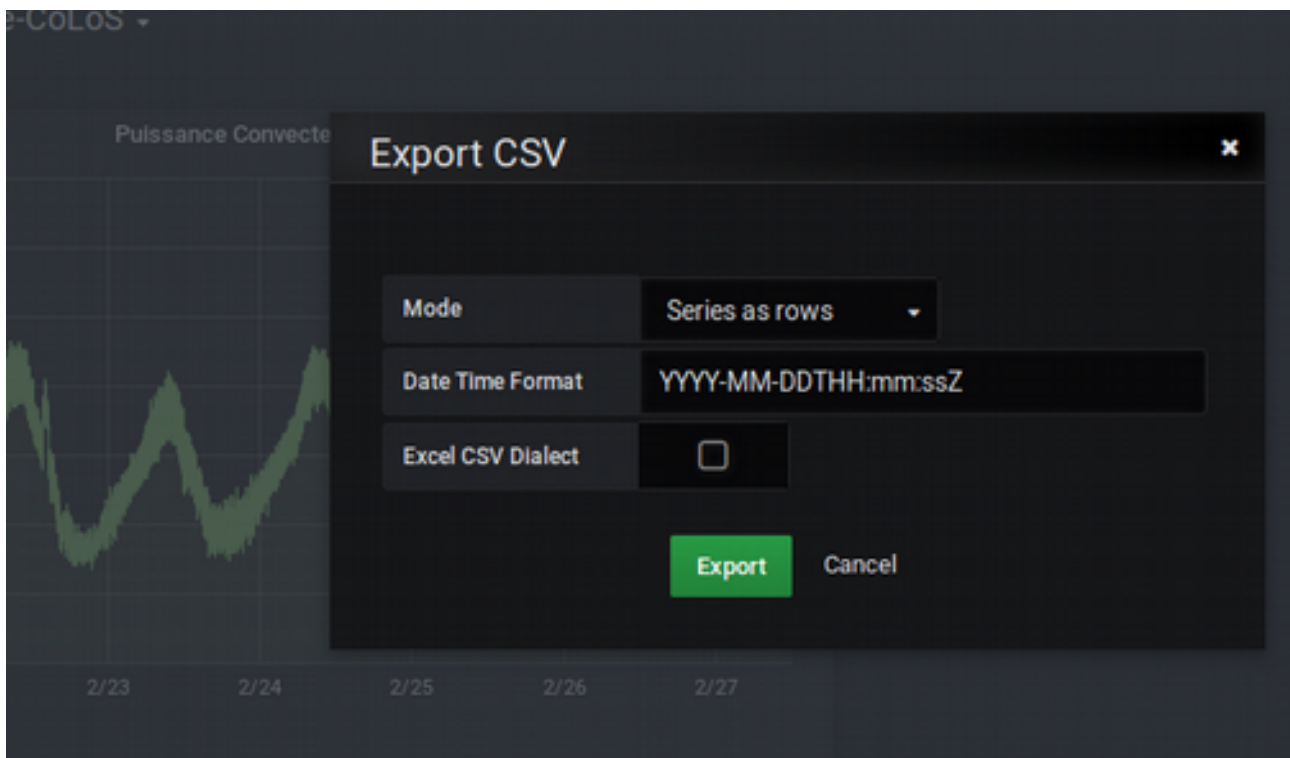 e-CoLoS
Puissance Convecte
Export CSV
Mode
Series as rows
Date Time Format
YYYY-MM-DDTHH:mm:ssZ
Excel CSV Dialect
Export
Cancel
2/23
2/24
2/25
2/26
2/27